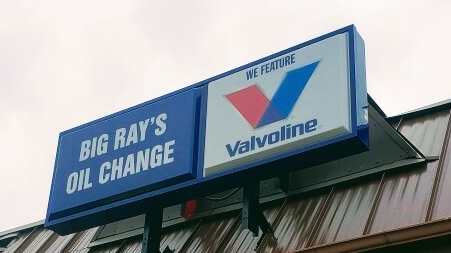 BIG RAY'S
OIL CHANGE
WE FEATURE
Valvoline